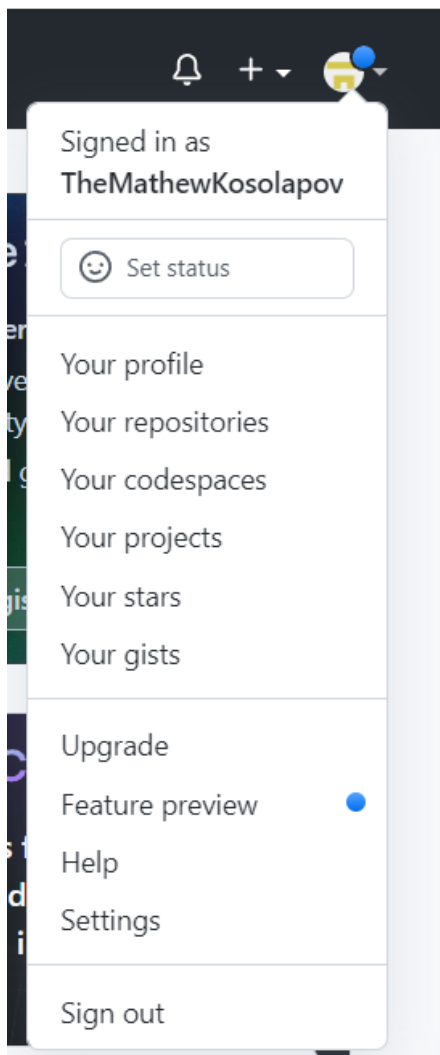 Signed in as
TheMathewKosolapov
Set status
Your profile
Your repositories
Your codespaces
Your projects
Your stars
Your gists
Upgrade
Feature preview
Help
Settings
Sign out